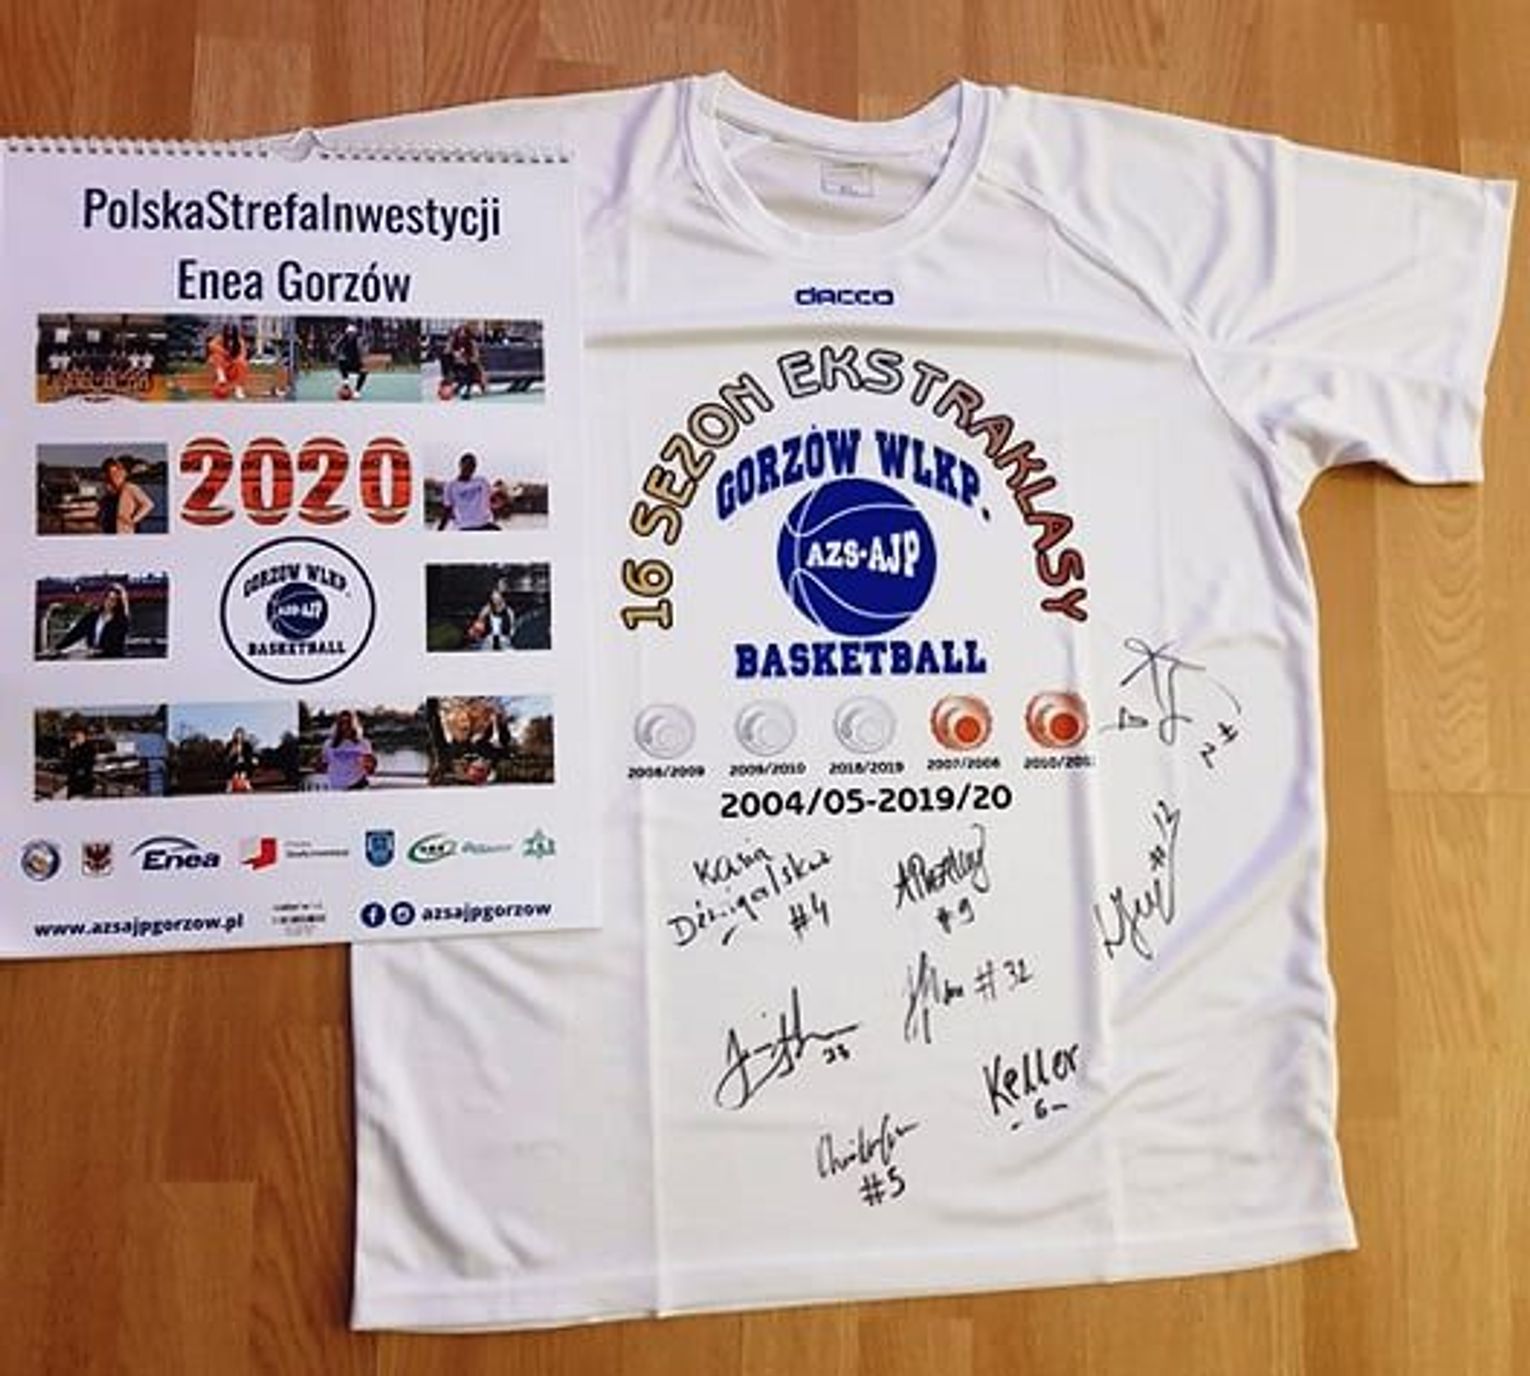 PolskaStrefaInwestycji
Enea Gorzów
2020
GORZÓW WLKP.
AZS-AJP
BASKETBALL
Enea
www.azsajpgorzow.pl
azsajpgorzow
dacco
16 SEZON EKSTRAKLASY
GORZÓW WLKP.
AZS-AJP
BASKETBALL
2008/2009 2009/2010 2018/2019 2007/2008
2004/05-2019/20
Kasia
Dźwigalska
#4
#9
#32
Keller
-6-
#5